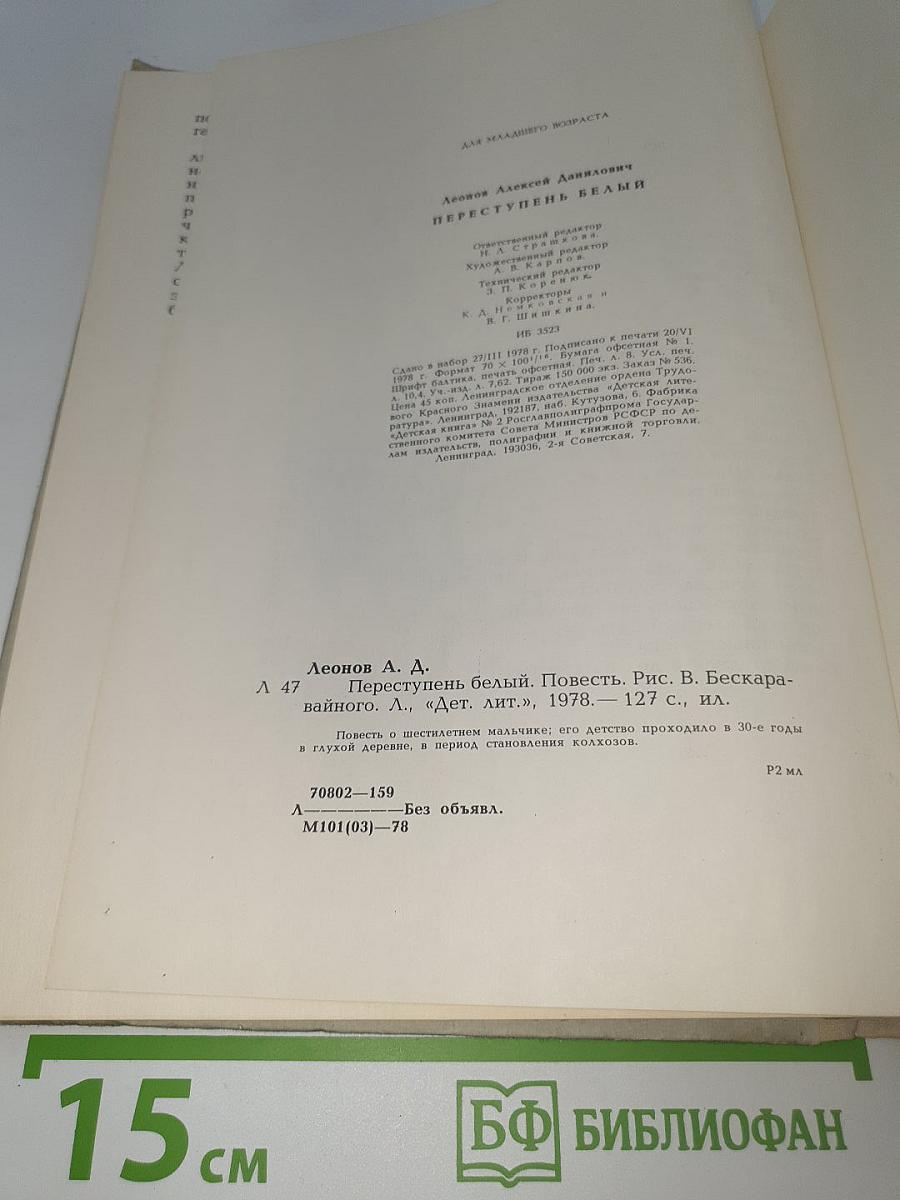 ДЛЯ МЛАДШЕГО ВОЗРАСТА
Леонов Алексей Данилович
ПЕРЕСТУПЕНЬ БЕЛЫЙ
Ответственный редактор
Н. Л. Страшкова.
Художественный редактор
А. В. Карпов.
Технический редактор
З. П. Коренюк.
Корректоры
К. Д. Немковская и
В. Г. Шишкина.
ИБ 3523
Сдано в набор 27/III 1978 г. Подписано к печати 20/VI
1978 г. Формат 70 × 100¹/₁₆. Бумага офсетная № 1.
Шрифт балтика, печать офсетная. Печ. л. 8. Усл. печ.
л. 10,4. Уч.-изд. л. 7,62. Тираж 150 000 экз. Заказ № 536.
Цена 45 коп. Ленинградское отделение ордена Трудо-
вого Красного Знамени издательства «Детская лите-
ратура». Ленинград, 192187, наб. Кутузова, 6. Фабрика
«Детская книга» № 2 Росглавполиграфпрома Государ-
ственного комитета Совета Министров РСФСР по де-
лам издательств, полиграфии и книжной торговли.
Ленинград, 193036, 2-я Советская, 7.
Леонов А. Д.
Л 47 Переступень белый. Повесть. Рис. В. Бескара-
вайного. Л., «Дет. лит.», 1978.— 127 с., ил.
Повесть о шестилетнем мальчике; его детство проходило в 30-е годы
в глухой деревне, в период становления колхозов.
Р2 мл
70802—159
Л——————Без объявл.
М101(03)—78
15 см
БФ БИБЛИОФАН